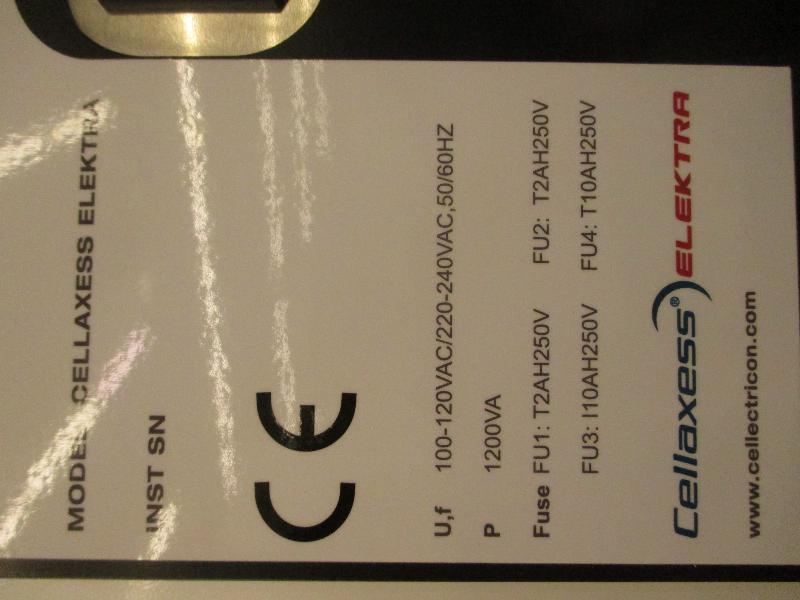 MODEL CELLAXESS ELEKTRA
INST SN
CE
U,f 100-120VAC/220-240VAC,50/60HZ
P 1200VA
Fuse FU1: T2AH250V FU2: T2AH250V
FU3: I10AH250V FU4: T10AH250V
Cellaxess® ELEKTRA
www.cellectricon.com